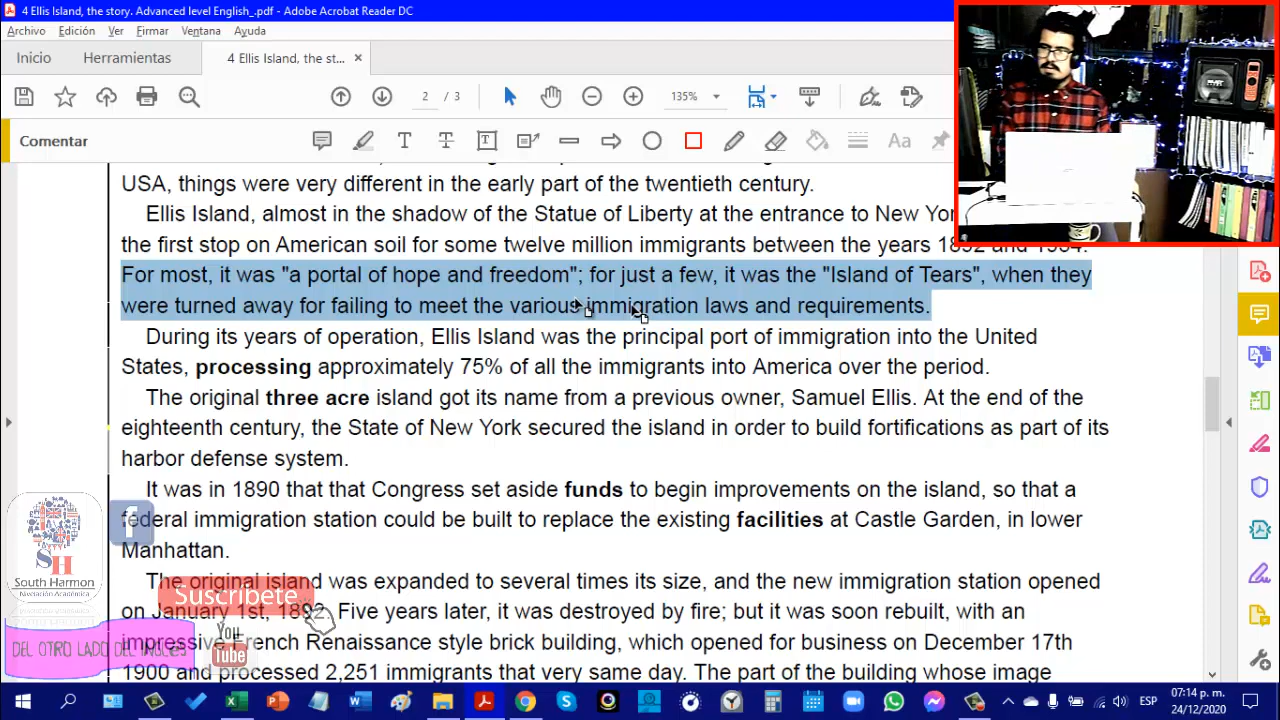 4 Ellis Island, the story. Advanced level English_.pdf - Adobe Acrobat Reader DC
Archivo Edición Ver Firmar Ventana Ayuda
Inicio Herramientas 4 Ellis Island, the st... ×
2 / 3 135%
Comentar
USA, things were very different in the early part of the twentieth century.
Ellis Island, almost in the shadow of the Statue of Liberty at the entrance to New
the first stop on American soil for some twelve million immigrants between the years
For most, it was "a portal of hope and freedom"; for just a few, it was the "Island of Tears", when they
were turned away for failing to meet the various immigration laws and requirements.
During its years of operation, Ellis Island was the principal port of immigration into the United
States, processing approximately 75% of all the immigrants into America over the period.
The original three acre island got its name from a previous owner, Samuel Ellis. At the end of the
eighteenth century, the State of New York secured the island in order to build fortifications as part of its
harbor defense system.
It was in 1890 that that Congress set aside funds to begin improvements on the island, so that a
federal immigration station could be built to replace the existing facilities at Castle Garden, in lower
Manhattan.
The original island was expanded to several times its size, and the new immigration station opened
on January 1st, 1892. Five years later, it was destroyed by fire; but it was soon rebuilt, with an
impressive French Renaissance style brick building, which opened for business on December 17th
1900 and processed 2,251 immigrants that very same day. The part of the building whose image
SH
South Harmon
Nivelación Académica
f
Suscribete
DEL OTRO LADO DEL INGLES
You
Tube
ESP
07:14 p. m.
24/12/2020